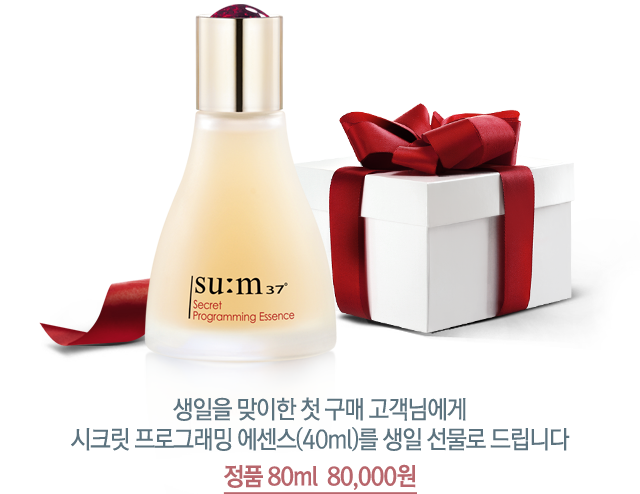 su:m 37°
Secret
Programming Essence
생일을 맞이한 첫 구매 고객님에게
시크릿 프로그래밍 에센스(40ml)를 생일 선물로 드립니다
정품 80ml 80,000원